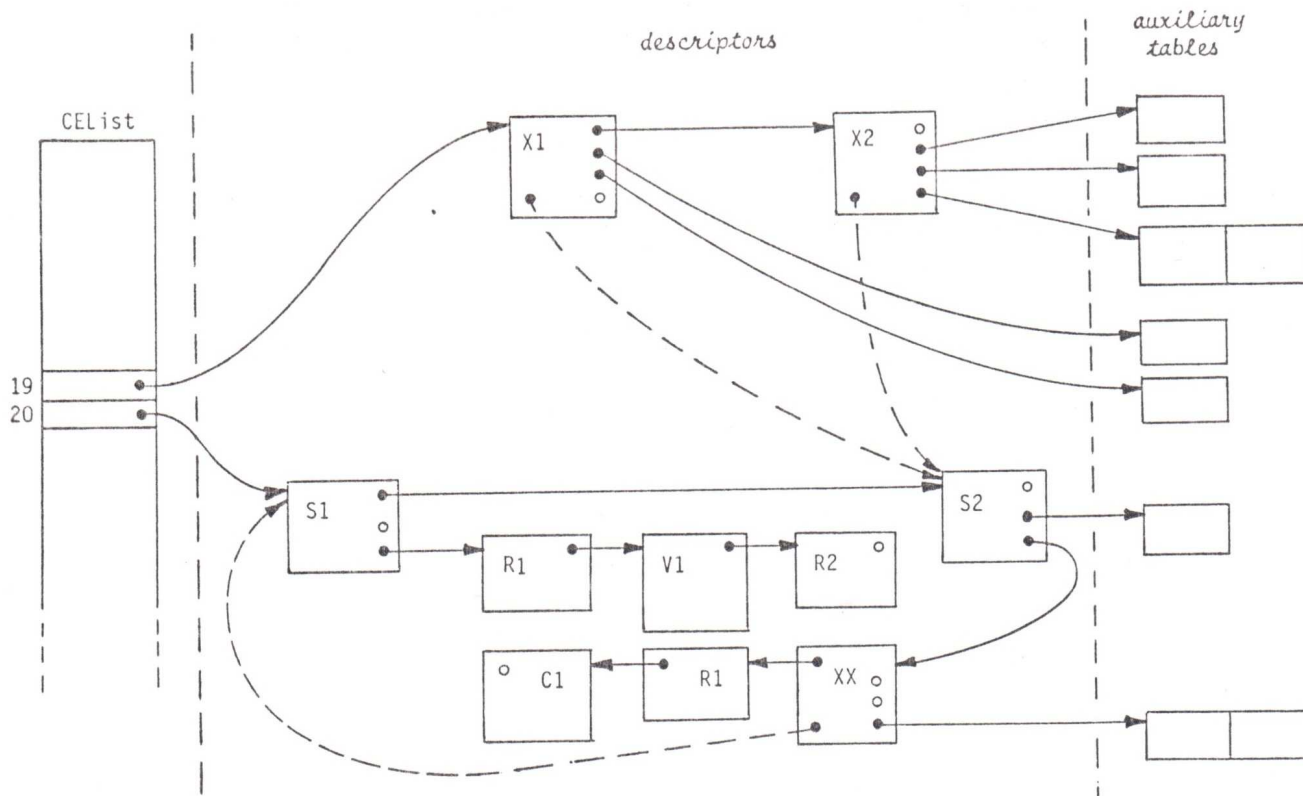 descriptors
auxiliary
tables
CEList
X1
X2
19
20
S1
S2
R1
V1
R2
C1
R1
XX